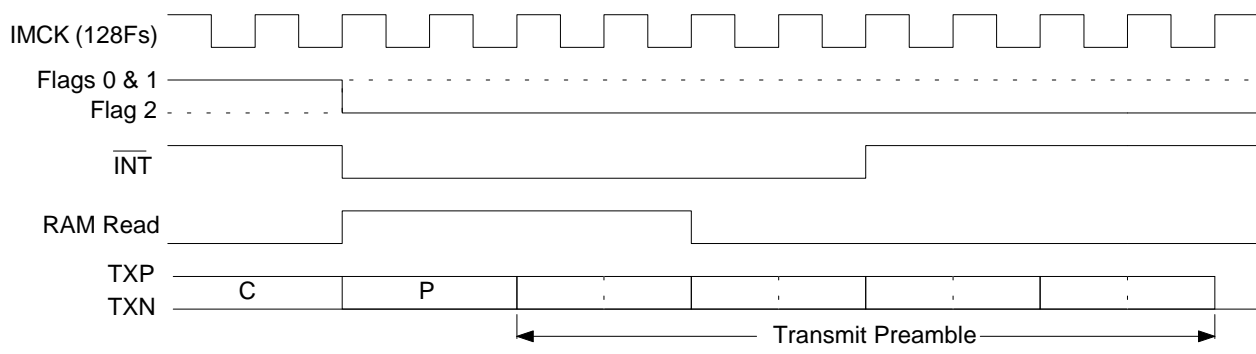 IMCK (128Fs)
Flags 0 & 1
Flag 2
INT
RAM Read
TXP
C P
TXN
Transmit Preamble